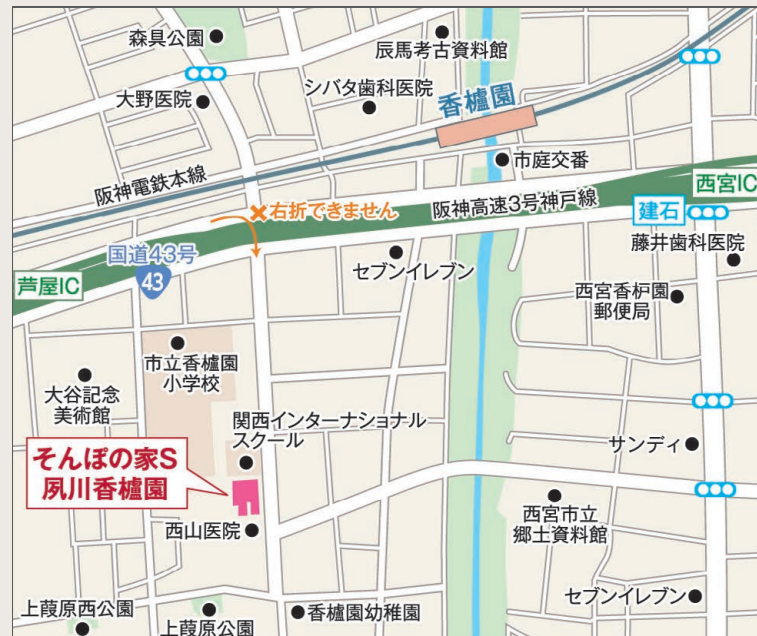 森具公園
辰馬考古資料館
大野医院
シバタ歯科医院
香櫨園
市庭交番
阪神電鉄本線
西宮IC
右折できません
阪神高速3号神戸線
建石
国道43号
43
芦屋IC
セブンイレブン
藤井歯科医院
西宮香枦園
郵便局
市立香櫨園
小学校
大谷記念
美術館
関西インターナショナル
スクール
そんぽの家S
夙川香櫨園
サンディ
西山医院
西宮市立
郷土資料館
上葭原西公園
上葭原公園
香櫨園幼稚園
セブンイレブン